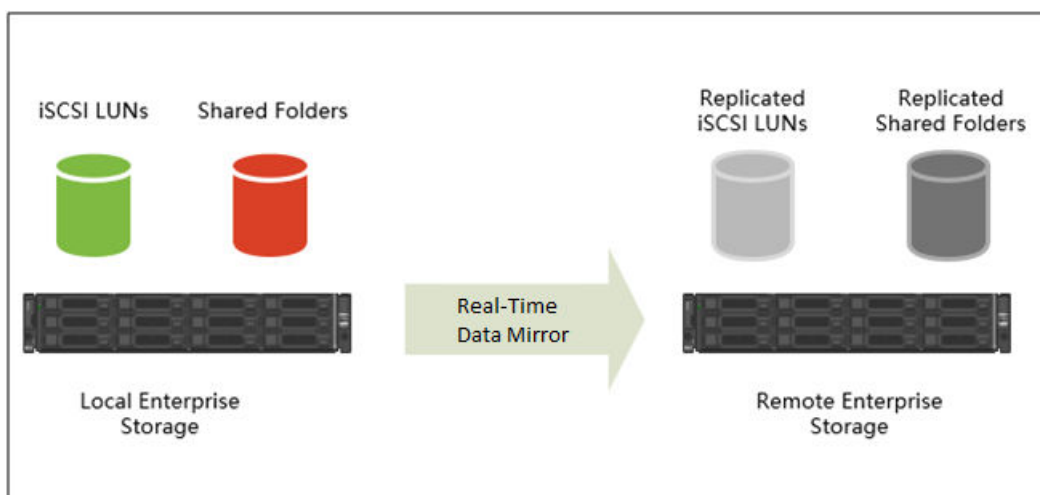 iSCSI LUNs
Shared Folders
Replicated
iSCSI LUNs
Replicated
Shared Folders
Real-Time
Data Mirror
Local Enterprise
Storage
Remote Enterprise
Storage